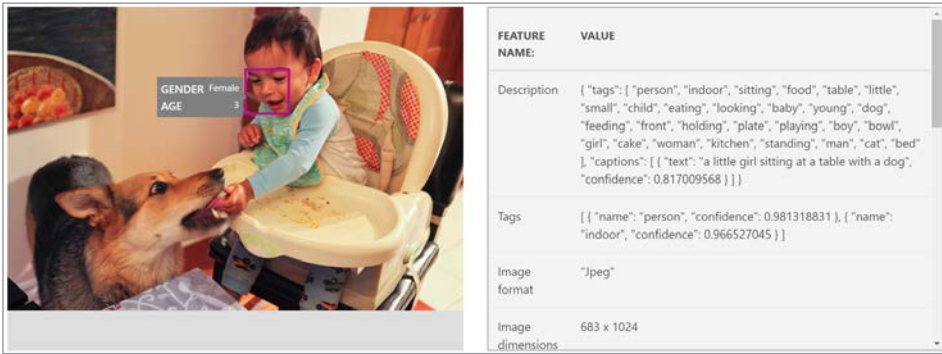 GENDER Female
AGE 3
FEATURE NAME: VALUE
Description { "tags": [ "person", "indoor", "sitting", "food", "table", "little",
"small", "child", "eating", "looking", "baby", "young", "dog",
"feeding", "front", "holding", "plate", "playing", "boy", "bowl",
"girl", "cake", "woman", "kitchen", "standing", "man", "cat", "bed"
], "captions": [ { "text": "a little girl sitting at a table with a dog",
"confidence": 0.817009568 } ] }
Tags [ { "name": "person", "confidence": 0.981318831 }, { "name":
"indoor", "confidence": 0.966527045 } ]
Image format "Jpeg"
Image dimensions 683 x 1024